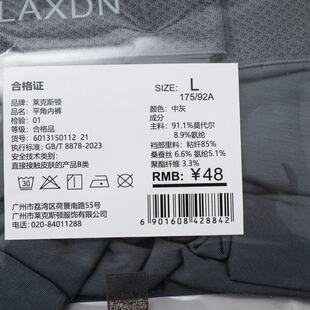 LAXDN
合格证
品牌：莱克斯顿
品名：平角内裤
检验：01
等级：合格品
货号：6013150112 21
执行标准：GB/T 8878-2023
安全技术类别：
直接接触皮肤的产品B类
广州市荔湾区荷景南路55号
广州市莱克斯顿服饰有限公司
电话：020-84011288
SIZE: L
175/92A
颜色：中灰
成分
主料：91.1%莫代尔
8.9%氨纶
裆部里料：粘纤85%
桑蚕丝 6.6% 氨纶5.1%
聚酯纤维 3.3%
RMB: ￥48
6901608428842